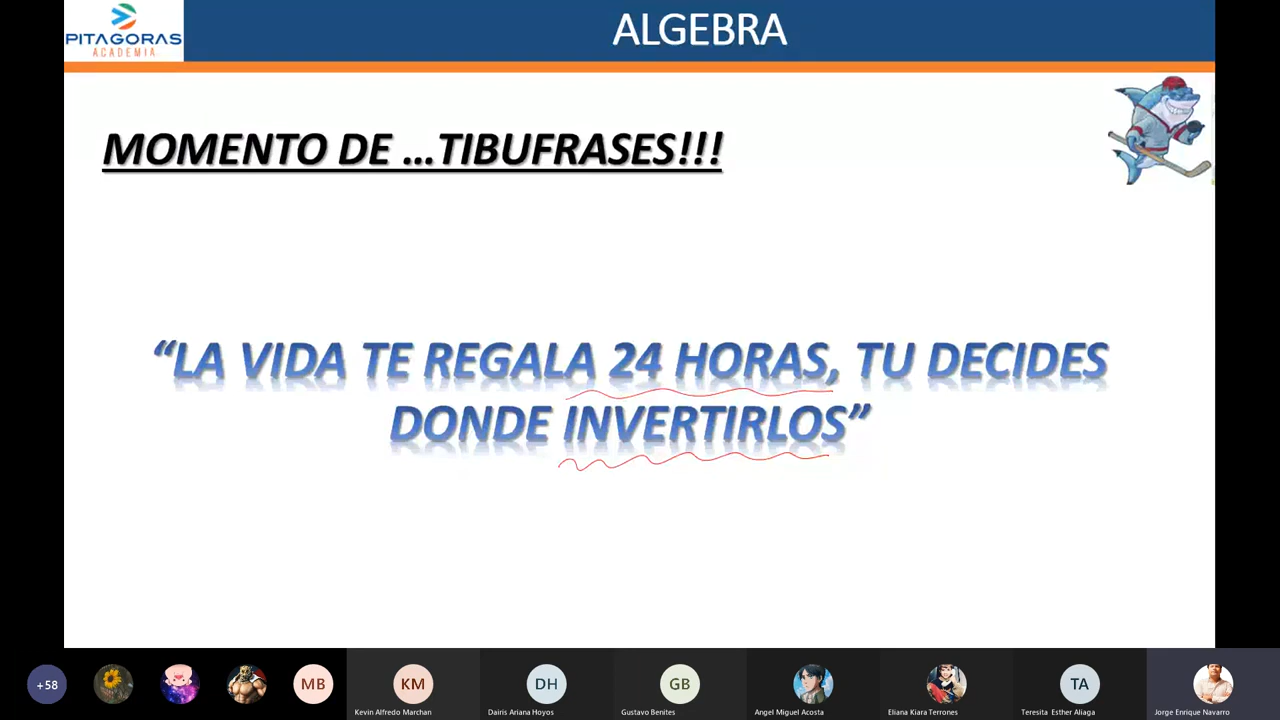 PITAGORAS
ACADEMIA
ALGEBRA
MOMENTO DE ...TIBUFRASES!!!
“LA VIDA TE REGALA 24 HORAS, TU DECIDES
DONDE INVERTIRLOS”
+58
MB
KM
DH
GB
TA
Kevin Alfredo Marchan
Dairis Ariana Hoyos
Gustavo Benites
Angel Miguel Acosta
Eliana Kiara Terrones
Teresita Esther Aliaga
Jorge Enrique Navarro